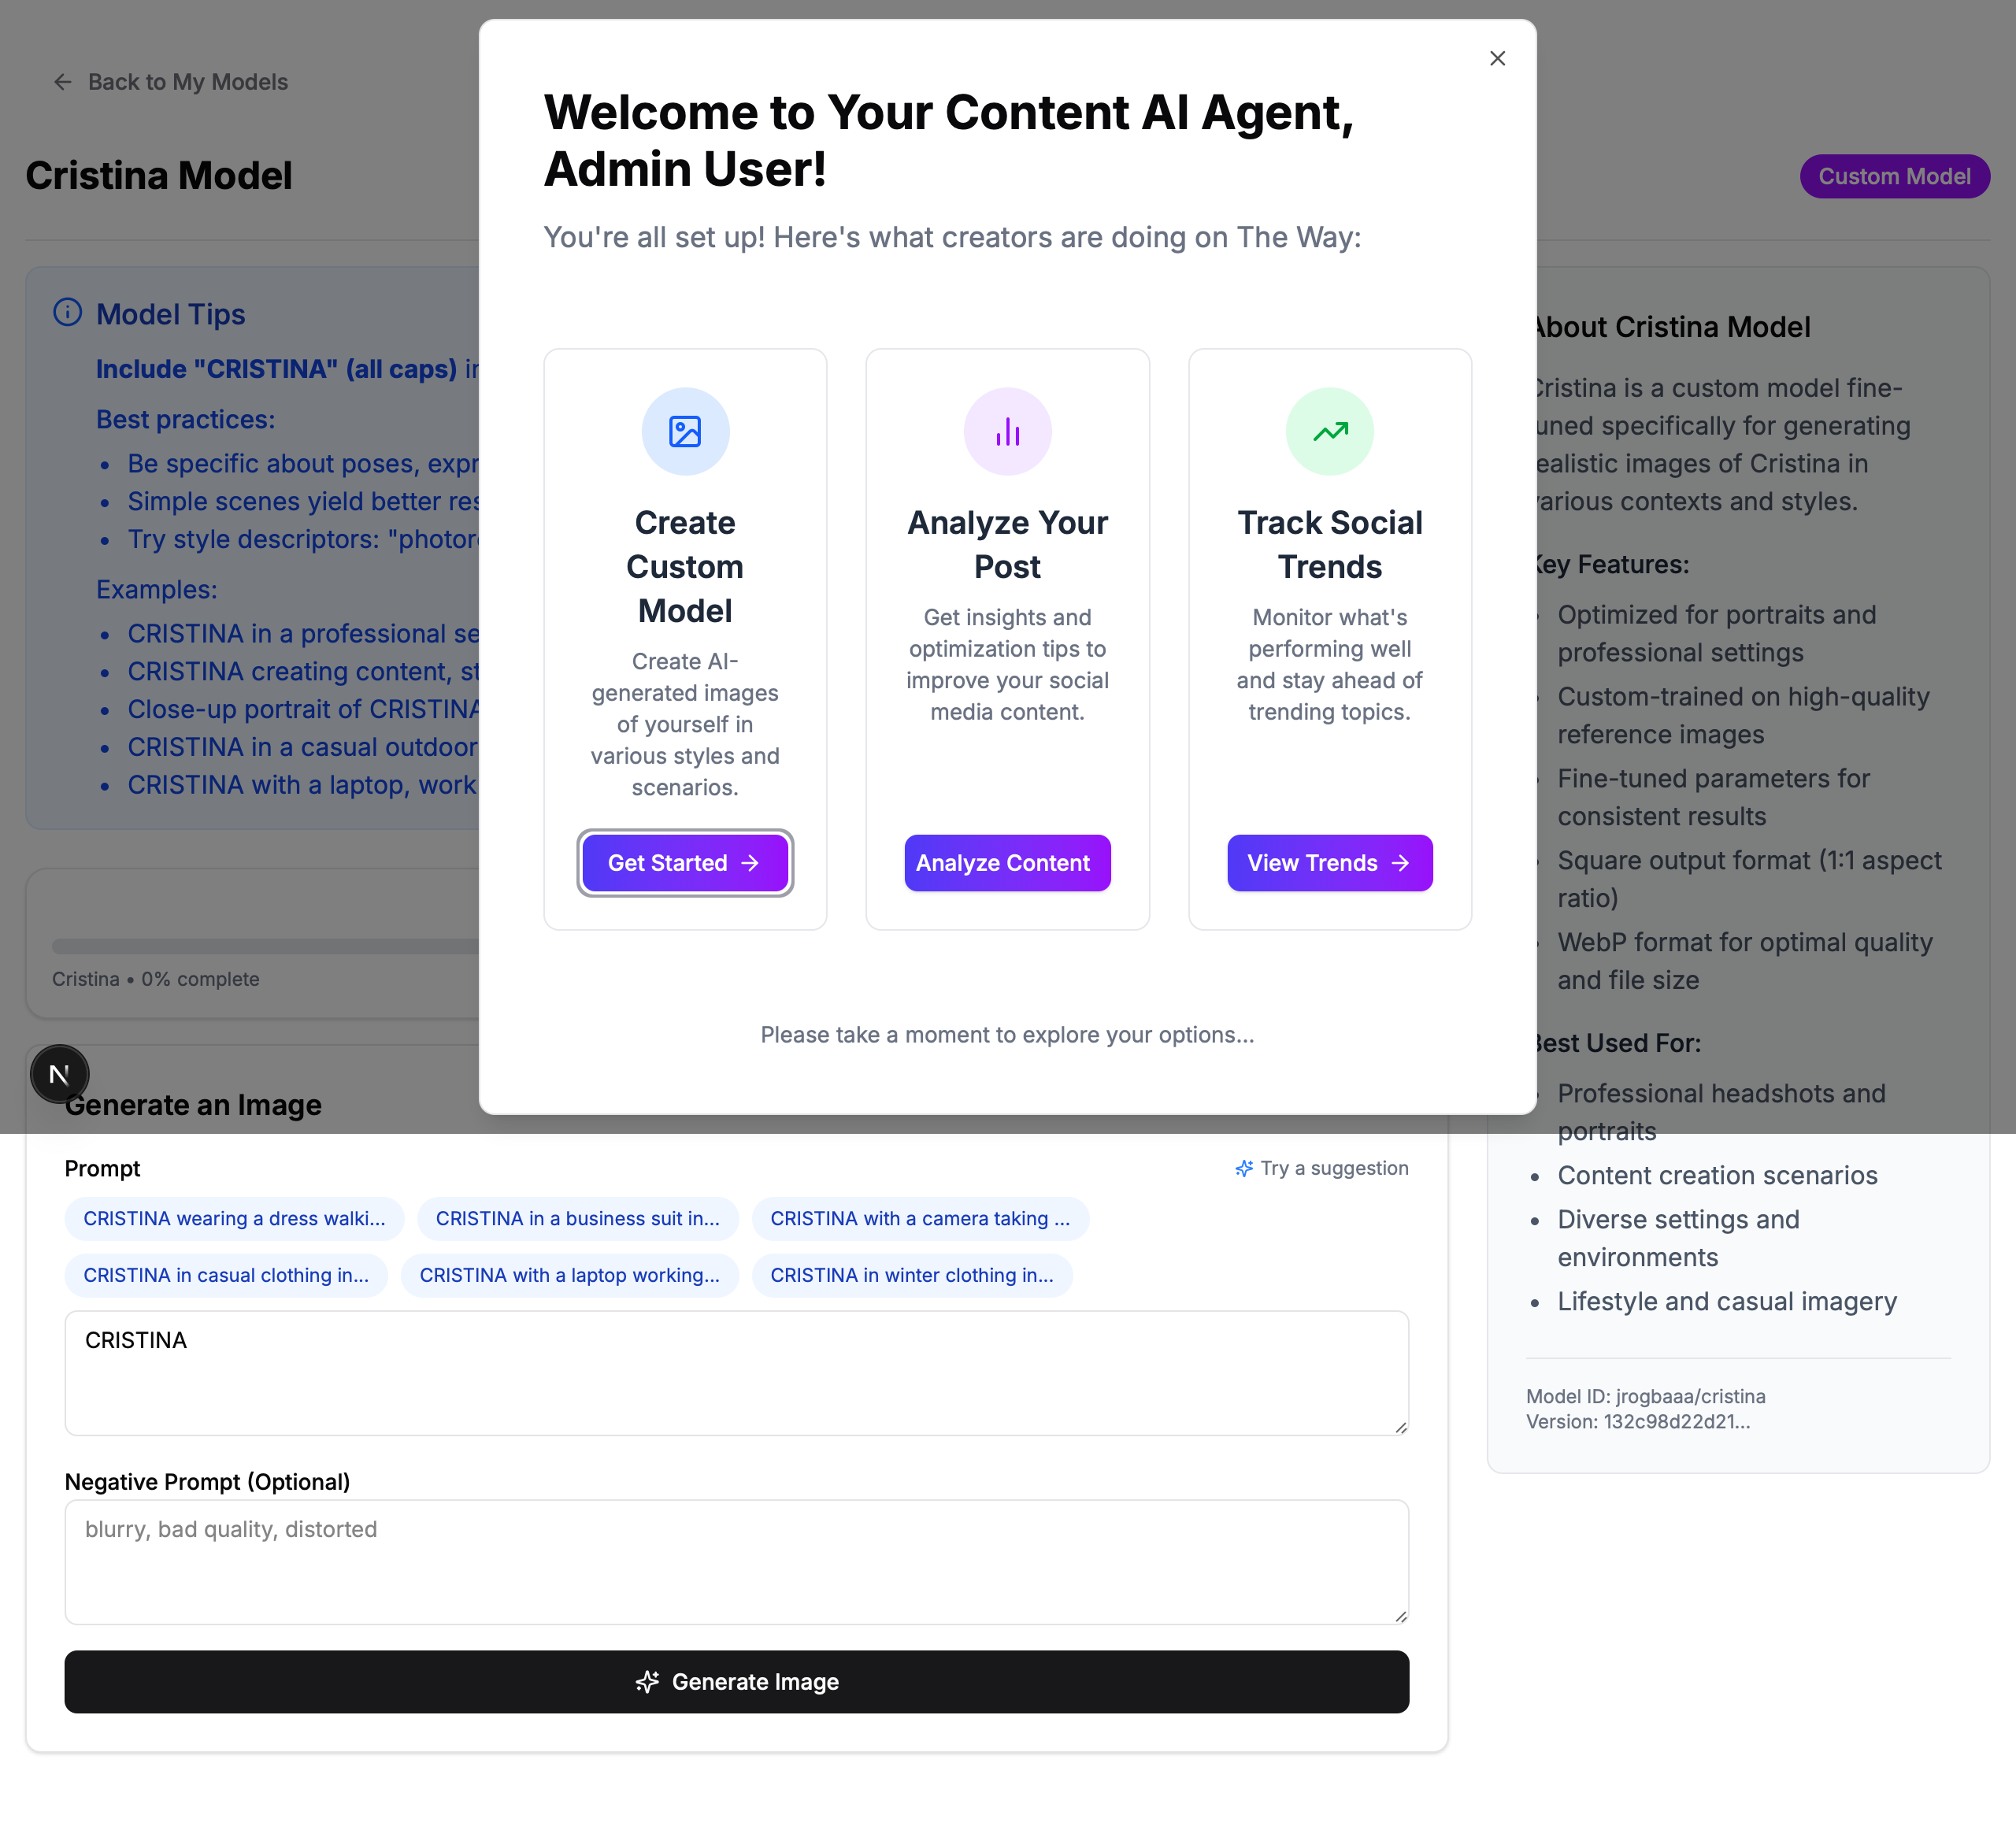 Back to My Models
Cristina Model
Custom Model
Welcome to Your Content AI Agent,
Admin User!
You're all set up! Here's what creators are doing on The Way:
Create
Custom
Model
Create AI-
generated images
of yourself in
various styles and
scenarios.
Get Started
Analyze Your
Post
Get insights and
optimization tips to
improve your social
media content.
Analyze Content
Track Social
Trends
Monitor what's
performing well
and stay ahead of
trending topics.
View Trends
Please take a moment to explore your options...
Model Tips
Include "CRISTINA" (all caps)
Best practices:
• Be specific about poses,
• Simple scenes yield better
• Try style descriptors:
Examples:
• CRISTINA in a professional
• CRISTINA creating content,
• Close-up portrait of CRISTINA
• CRISTINA in a casual outdoor
• CRISTINA with a laptop,
Cristina • 0% complete
N
Generate an Image
Prompt
Try a suggestion
CRISTINA wearing a dress walki...
CRISTINA in a business suit in...
CRISTINA with a camera taking ...
CRISTINA in casual clothing in...
CRISTINA with a laptop working...
CRISTINA in winter clothing in...
CRISTINA
Negative Prompt (Optional)
blurry, bad quality, distorted
Generate Image
About Cristina Model
Cristina is a custom model fine-
tuned specifically for generating
realistic images of Cristina in
various contexts and styles.
Key Features:
Optimized for portraits and
professional settings
Custom-trained on high-quality
reference images
Fine-tuned parameters for
consistent results
Square output format (1:1 aspect
ratio)
WebP format for optimal quality
and file size
Best Used For:
Professional headshots and
portraits
• Content creation scenarios
• Diverse settings and
environments
• Lifestyle and casual imagery
Model ID: jrogbaaa/cristina
Version: 132c98d22d21...